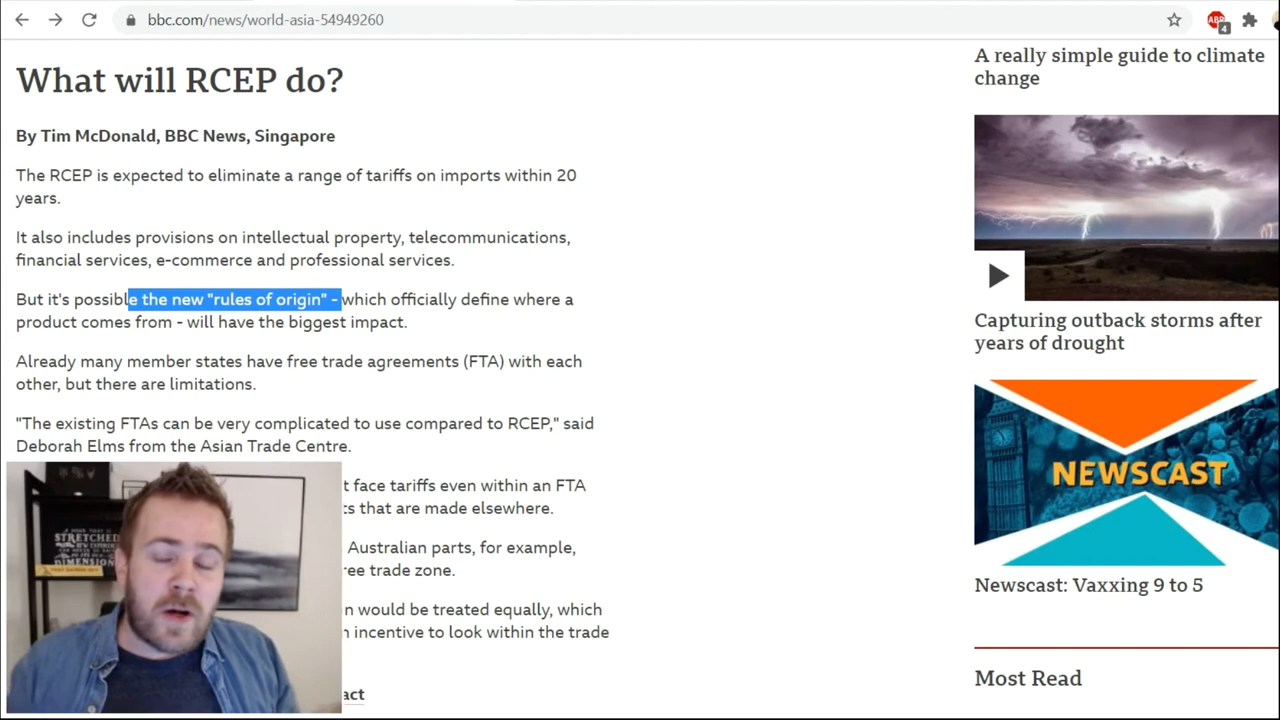 bbc.com/news/world-asia-54949260
ABP
4
What will RCEP do?
By Tim McDonald, BBC News, Singapore
The RCEP is expected to eliminate a range of tariffs on imports within 20
years.
It also includes provisions on intellectual property, telecommunications,
financial services, e-commerce and professional services.
But it's possible the new "rules of origin" - which officially define where a
product comes from - will have the biggest impact.
Already many member states have free trade agreements (FTA) with each
other, but there are limitations.
"The existing FTAs can be very complicated to use compared to RCEP," said
Deborah Elms from the Asian Trade Centre.
t face tariffs even within an FTA
ts that are made elsewhere.
Australian parts, for example,
ree trade zone.
n would be treated equally, which
n incentive to look within the trade
act
STRETCHED
DIMENSION
A really simple guide to climate
change
Capturing outback storms after
years of drought
NEWSCAST
Newscast: Vaxxing 9 to 5
Most Read